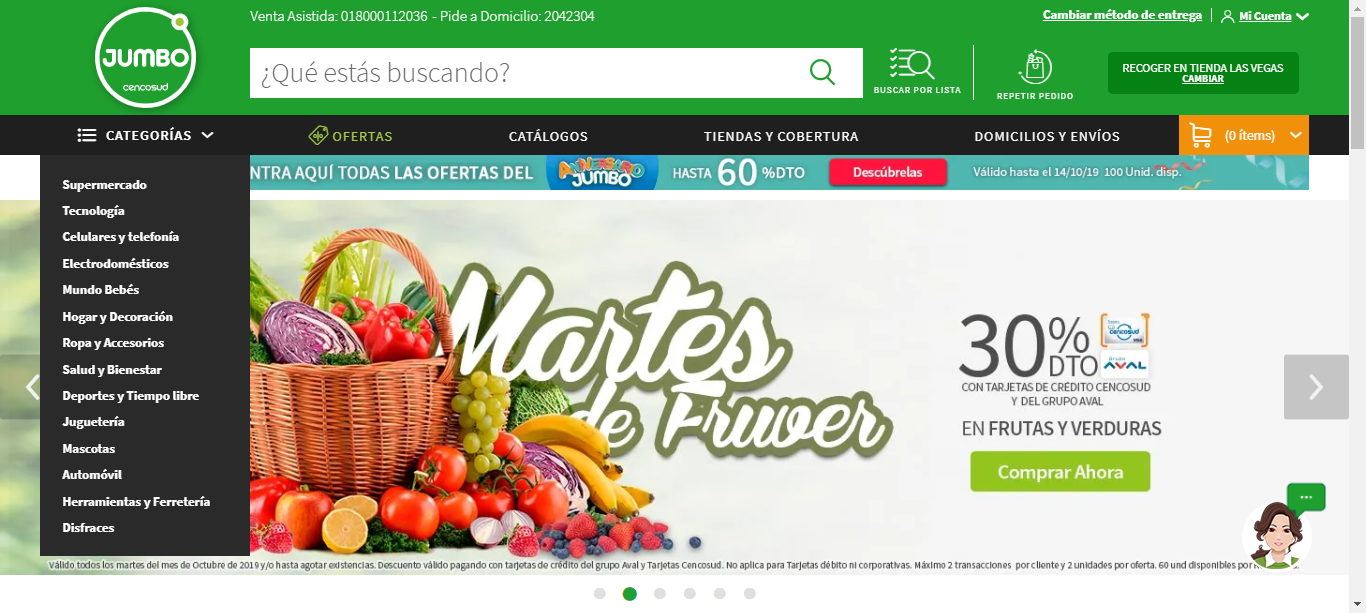 Venta Asistida: 018000112036 - Pide a Domicilio: 2042304
Cambiar método de entrega
Mi Cuenta
JUMBO
cencosud
¿Qué estás buscando?
BUSCAR POR LISTA
REPETIR PEDIDO
RECOGER EN TIENDA LAS VEGAS
CAMBIAR
CATEGORÍAS
OFERTAS
CATÁLOGOS
TIENDAS Y COBERTURA
DOMICILIOS Y ENVÍOS
(0 ítems)
NTRA AQUÍ TODAS LAS OFERTAS DEL
ANIVERSARIO
JUMBO
HASTA 60 %DTO
Descúbrelas
Válido hasta el 14/10/19 100 Unid. disp.
Supermercado
Tecnología
Celulares y telefonía
Electrodomésticos
Mundo Bebés
Hogar y Decoración
Ropa y Accesorios
Salud y Bienestar
Deportes y Tiempo libre
Juguetería
Mascotas
Automóvil
Herramientas y Ferretería
Disfraces
Martes
de Fruver
30%
DTO
cencosud
Grupo
AVAL
CON TARJETAS DE CRÉDITO CENCOSUD
Y DEL GRUPO AVAL
EN FRUTAS Y VERDURAS
Comprar Ahora
Válido todos los martes del mes de Octubre de 2019 y/o hasta agotar existencias. Descuento válido pagando con tarjetas de crédito del grupo Aval y Tarjetas Cencosud. No aplica para Tarjetas débito ni corporativas. Máximo 2 transacciones por cliente y 2 unidades por oferta. 60 und disponibles por